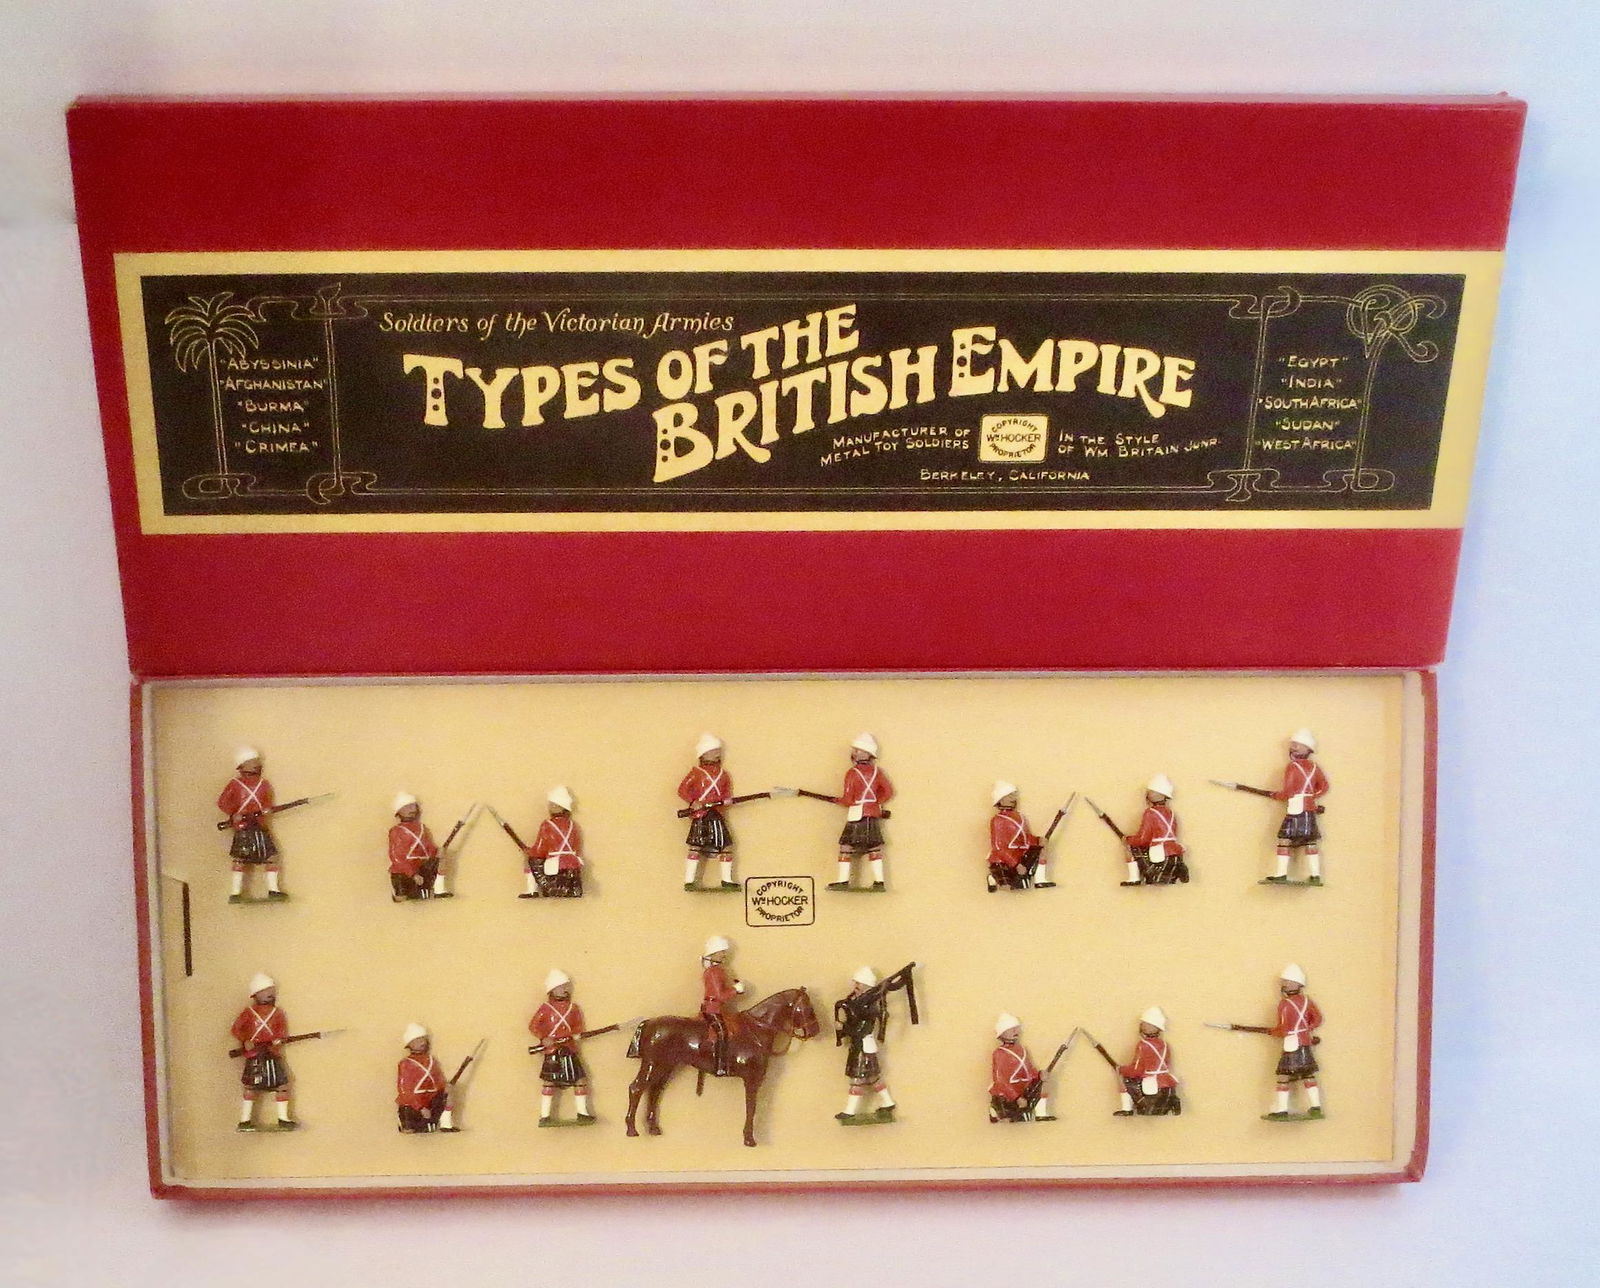 Soldiers of the Victorian Armies
TYPES OF THE
BRITISH EMPIRE
MANUFACTURER OF
METAL TOY SOLDIERS
COPYRIGHT
Wm HOCKER
PROPRIETOR
IN THE STYLE
OF WM BRITAIN JUNR.
BERKELEY, CALIFORNIA
"ABYSSINIA"
"AFGHANISTAN"
"BURMA"
"CHINA"
"CRIMEA"
"EGYPT"
"INDIA"
"SOUTH AFRICA"
"SUDAN"
"WEST AFRICA"
COPYRIGHT
Wm HOCKER
PROPRIETOR